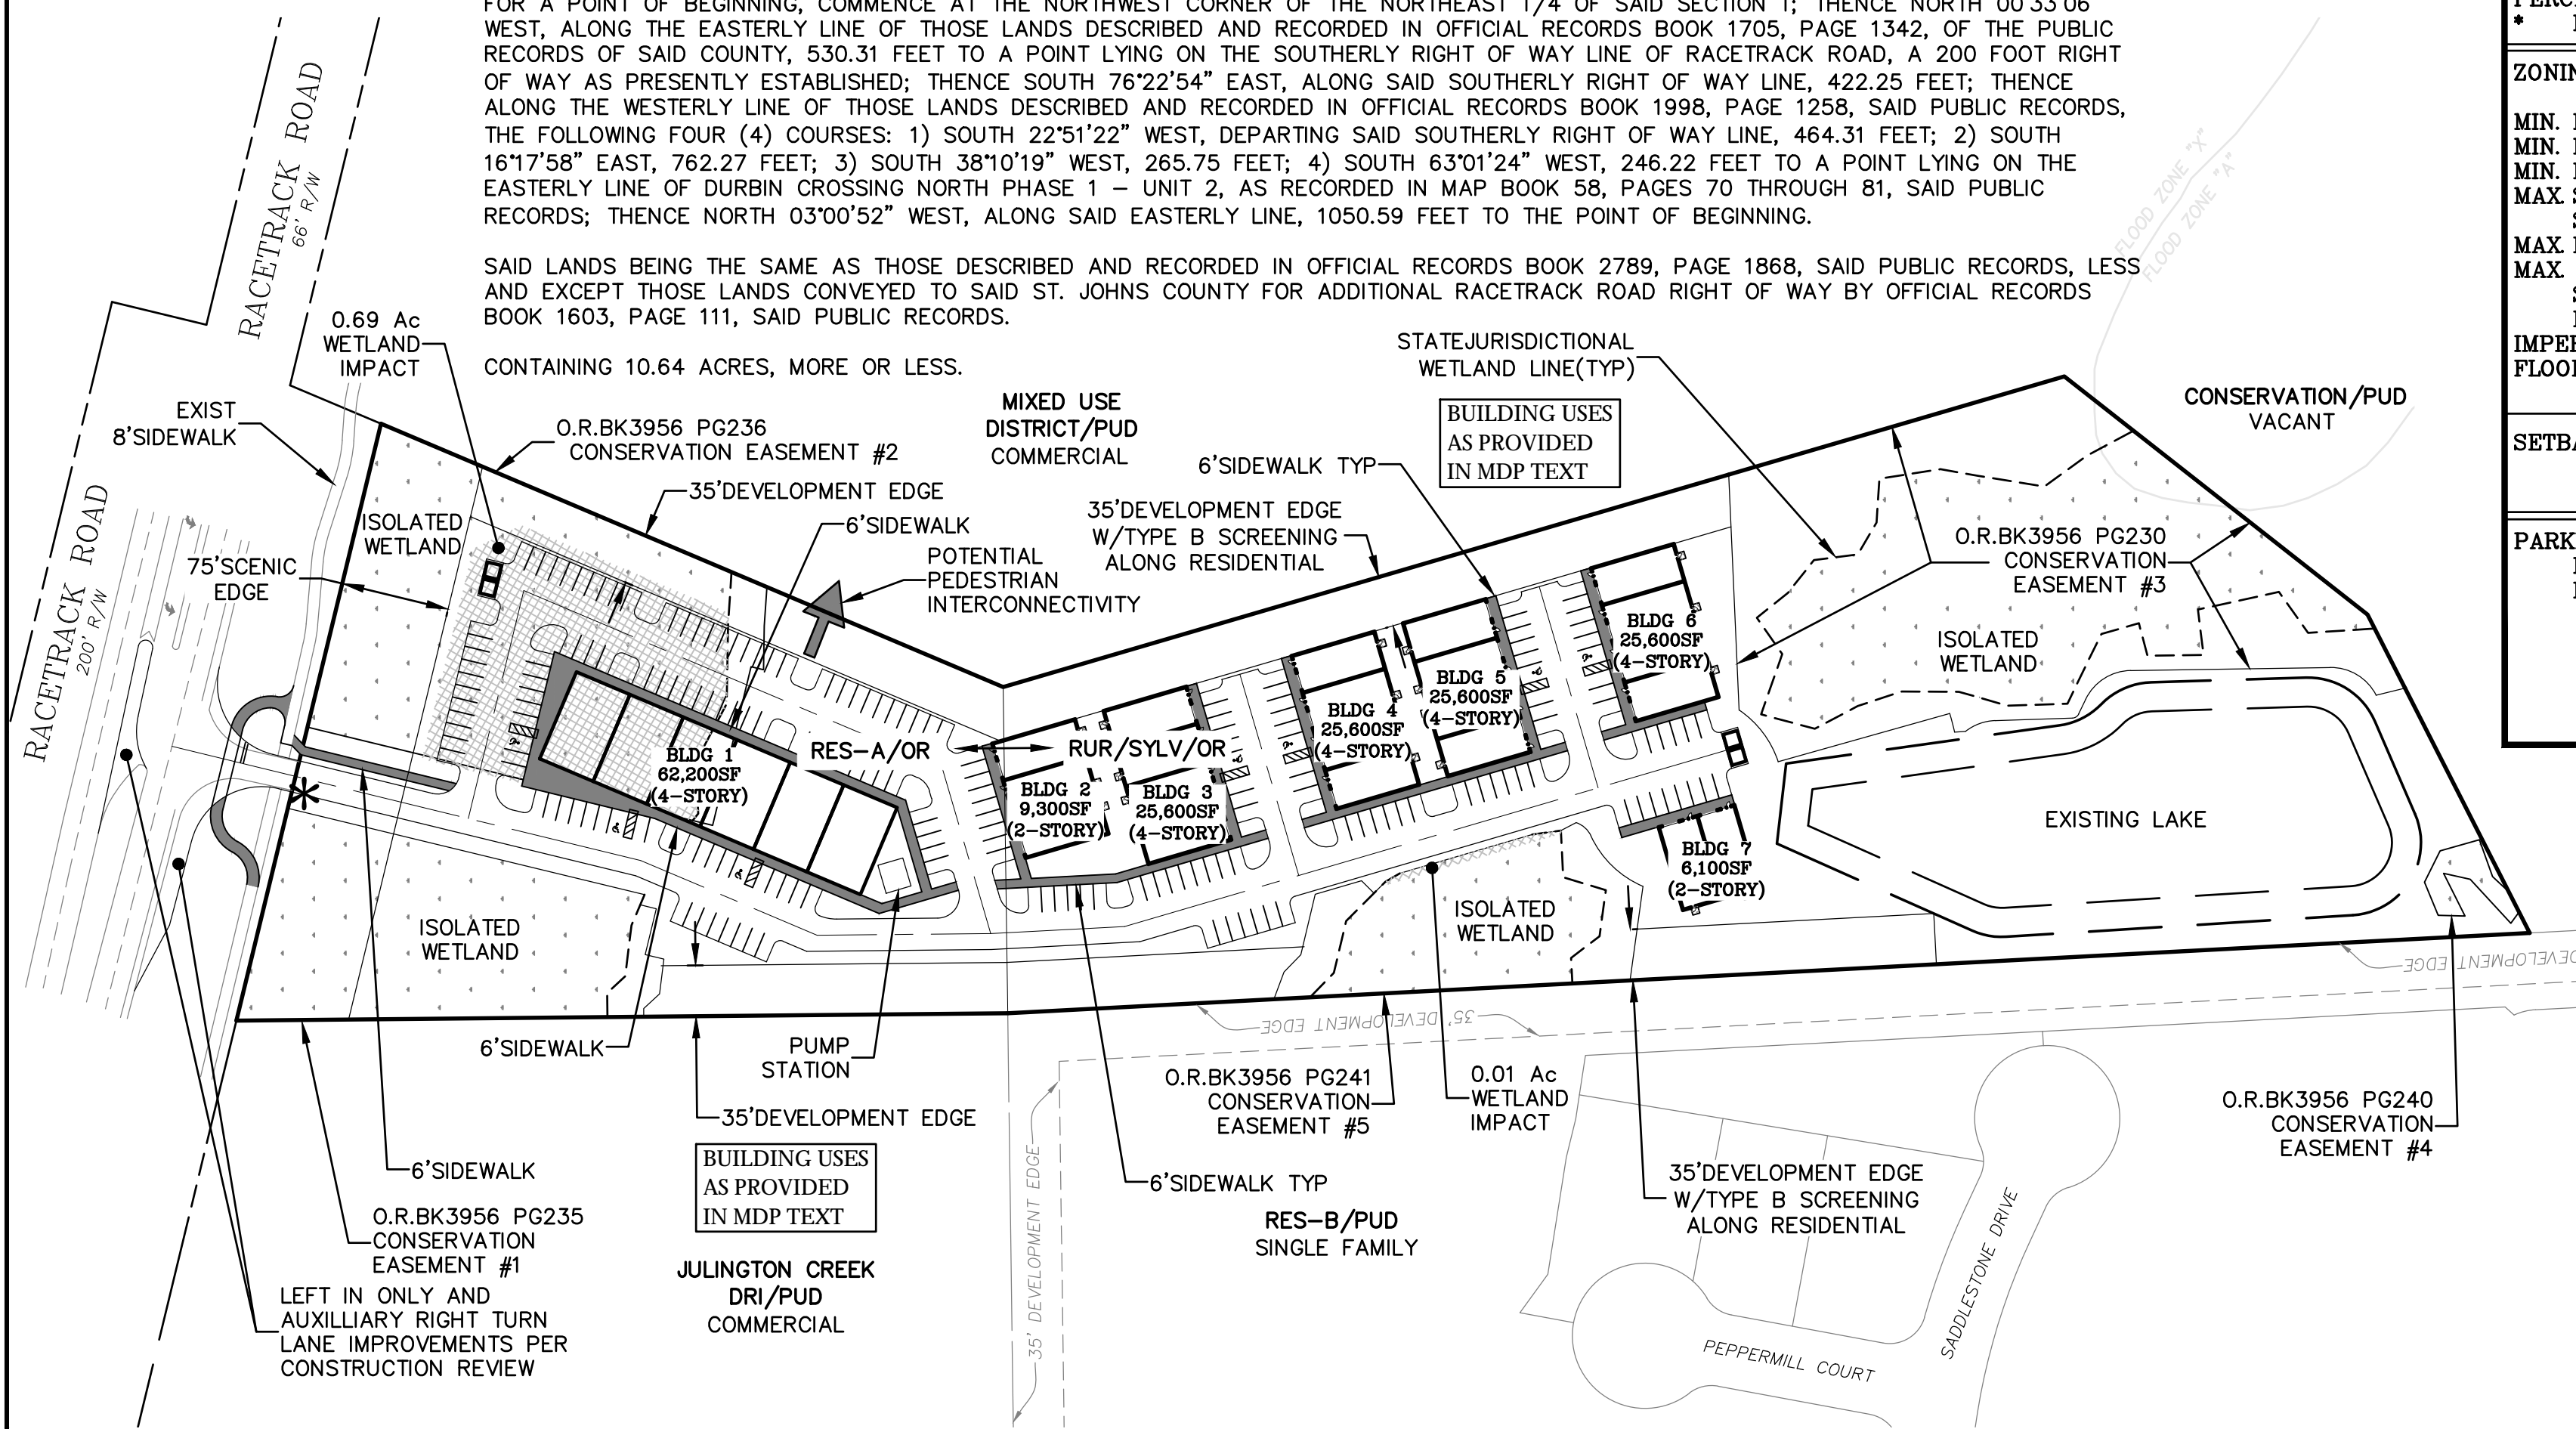 FOR A POINT OF BEGINNING, COMMENCE AT THE NORTHWEST CORNER OF THE NORTHEAST 1/4 OF SAID SECTION 1; THENCE NORTH 00°33'06"
WEST, ALONG THE EASTERLY LINE OF THOSE LANDS DESCRIBED AND RECORDED IN OFFICIAL RECORDS BOOK 1705, PAGE 1342, OF THE PUBLIC
RECORDS OF SAID COUNTY, 530.31 FEET TO A POINT LYING ON THE SOUTHERLY RIGHT OF WAY LINE OF RACETRACK ROAD, A 200 FOOT RIGHT
OF WAY AS PRESENTLY ESTABLISHED; THENCE SOUTH 76°22'54" EAST, ALONG SAID SOUTHERLY RIGHT OF WAY LINE, 422.25 FEET; THENCE
ALONG THE WESTERLY LINE OF THOSE LANDS DESCRIBED AND RECORDED IN OFFICIAL RECORDS BOOK 1998, PAGE 1258, SAID PUBLIC RECORDS,
THE FOLLOWING FOUR (4) COURSES: 1) SOUTH 22°51'22" WEST, DEPARTING SAID SOUTHERLY RIGHT OF WAY LINE, 464.31 FEET; 2) SOUTH
16°17'58" EAST, 762.27 FEET; 3) SOUTH 38°10'19" WEST, 265.75 FEET; 4) SOUTH 63°01'24" WEST, 246.22 FEET TO A POINT LYING ON THE
EASTERLY LINE OF DURBIN CROSSING NORTH PHASE 1 – UNIT 2, AS RECORDED IN MAP BOOK 58, PAGES 70 THROUGH 81, SAID PUBLIC
RECORDS; THENCE NORTH 03°00'52" WEST, ALONG SAID EASTERLY LINE, 1050.59 FEET TO THE POINT OF BEGINNING.
SAID LANDS BEING THE SAME AS THOSE DESCRIBED AND RECORDED IN OFFICIAL RECORDS BOOK 2789, PAGE 1868, SAID PUBLIC RECORDS, LESS
AND EXCEPT THOSE LANDS CONVEYED TO SAID ST. JOHNS COUNTY FOR ADDITIONAL RACETRACK ROAD RIGHT OF WAY BY OFFICIAL RECORDS
BOOK 1603, PAGE 111, SAID PUBLIC RECORDS.
CONTAINING 10.64 ACRES, MORE OR LESS.
RACETRACK ROAD
66' R/W
RACETRACK ROAD
200' R/W
0.69 Ac
WETLAND
IMPACT
EXIST
8'SIDEWALK
O.R.BK3956 PG236
CONSERVATION EASEMENT #2
35'DEVELOPMENT EDGE
6'SIDEWALK
POTENTIAL
PEDESTRIAN
INTERCONNECTIVITY
MIXED USE
DISTRICT/PUD
COMMERCIAL
35'DEVELOPMENT EDGE
W/TYPE B SCREENING
ALONG RESIDENTIAL
6'SIDEWALK TYP
STATEJURISDICTIONAL
WETLAND LINE(TYP)
BUILDING USES
AS PROVIDED
IN MDP TEXT
FLOOD ZONE "X"
FLOOD ZONE "A"
CONSERVATION/PUD
VACANT
O.R.BK3956 PG230
CONSERVATION
EASEMENT #3
ISOLATED
WETLAND
ISOLATED
WETLAND
75'SCENIC
EDGE
BLDG 1
62,200SF
(4–STORY)
RES–A/OR
RUR/SYLV/OR
BLDG 2
9,300SF
(2–STORY)
BLDG 3
25,600SF
(4–STORY)
BLDG 4
25,600SF
(4–STORY)
BLDG 5
25,600SF
(4–STORY)
BLDG 6
25,600SF
(4–STORY)
BLDG 7
6,100SF
(2–STORY)
EXISTING LAKE
ISOLATED
WETLAND
ISOLATED
WETLAND
35' DEVELOPMENT EDGE
DEVELOPMENT EDGE
6'SIDEWALK
PUMP
STATION
35'DEVELOPMENT EDGE
6'SIDEWALK
BUILDING USES
AS PROVIDED
IN MDP TEXT
O.R.BK3956 PG235
CONSERVATION
EASEMENT #1
LEFT IN ONLY AND
AUXILLIARY RIGHT TURN
LANE IMPROVEMENTS PER
CONSTRUCTION REVIEW
JULINGTON CREEK
DRI/PUD
COMMERCIAL
35' DEVELOPMENT EDGE
O.R.BK3956 PG241
CONSERVATION
EASEMENT #5
6'SIDEWALK TYP
RES–B/PUD
SINGLE FAMILY
0.01 Ac
WETLAND
IMPACT
35'DEVELOPMENT EDGE
W/TYPE B SCREENING
ALONG RESIDENTIAL
O.R.BK3956 PG240
CONSERVATION
EASEMENT #4
SADDLESTONE DRIVE
PEPPERMILL COURT
*
MIN.
MIN.
MIN.
MAX.
MAX.
MAX.